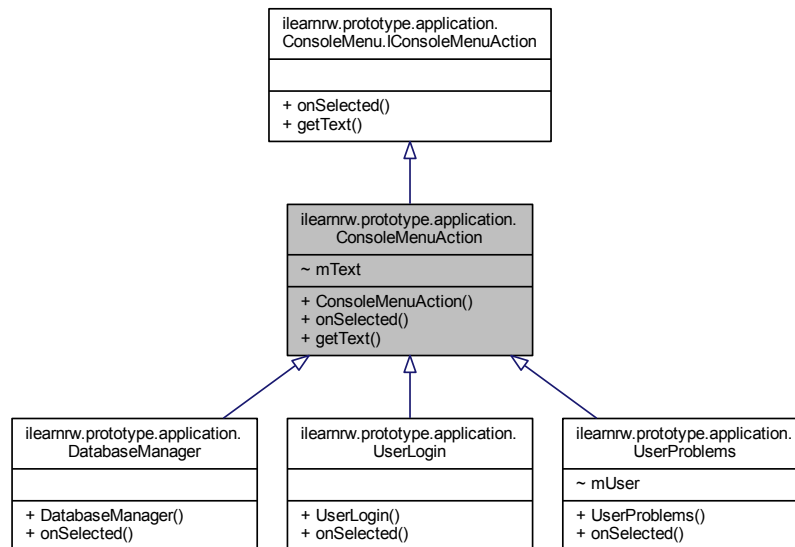 ilearnrw.prototype.application.
ConsoleMenu.IConsoleMenuAction
+ onSelected()
+ getText()
ilearnrw.prototype.application.
ConsoleMenuAction
~ mText
+ ConsoleMenuAction()
+ onSelected()
+ getText()
ilearnrw.prototype.application.
DatabaseManager
+ DatabaseManager()
+ onSelected()
ilearnrw.prototype.application.
UserLogin
+ UserLogin()
+ onSelected()
ilearnrw.prototype.application.
UserProblems
~ mUser
+ UserProblems()
+ onSelected()